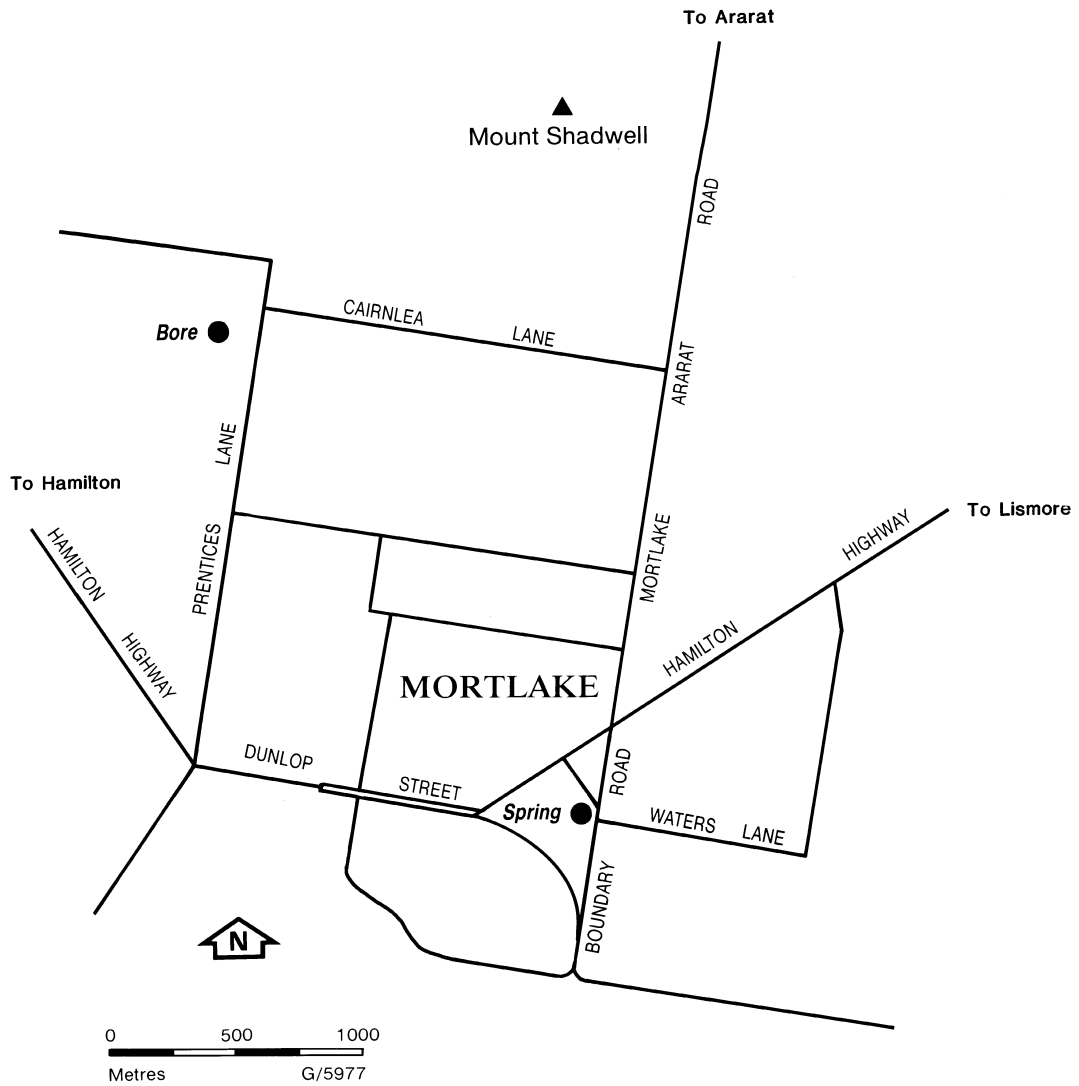 To Ararat
Mount Shadwell
ROAD
CAIRNLEA LANE
Bore
ARARAT
LANE
To Hamilton
To Lismore
HIGHWAY
HAMILTON
PRENTICES
MORTLAKE
HAMILTON
HIGHWAY
MORTLAKE
DUNLOP STREET
ROAD
Spring
WATERS LANE
BOUNDARY
N
0 500 1000
Metres G/5977